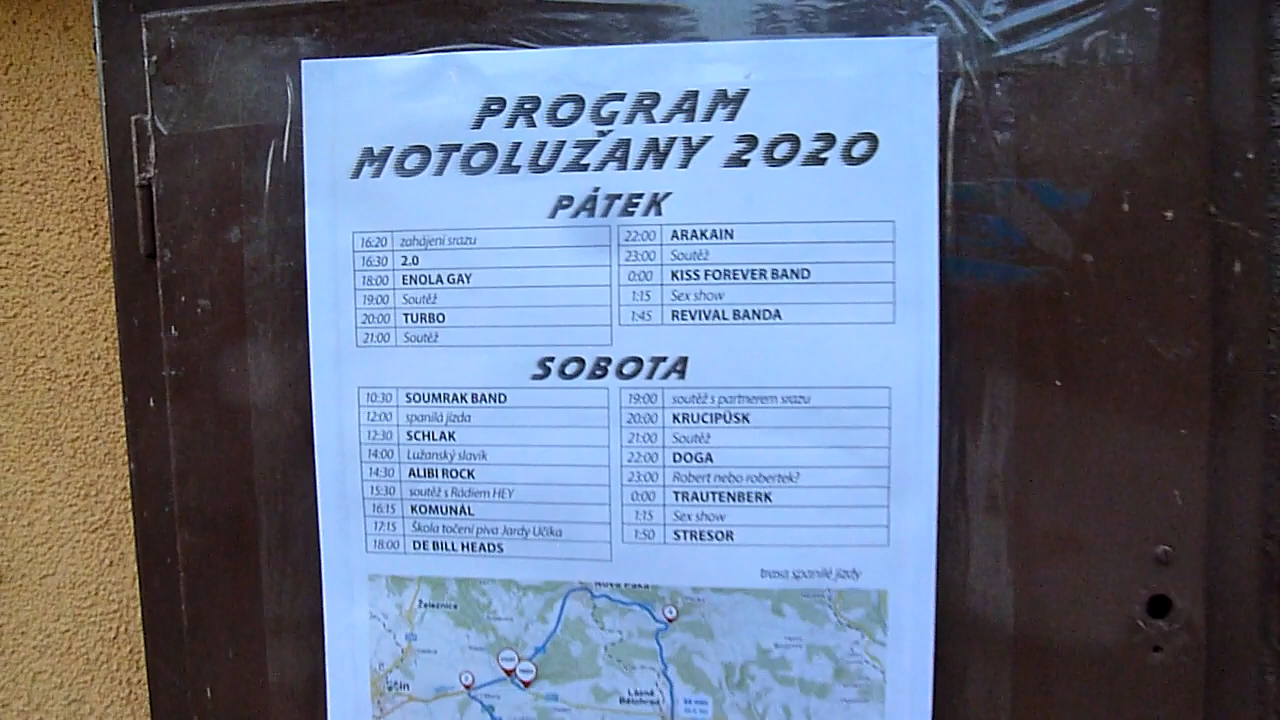 PROGRAM
MOTOLUŽANY 2020
PÁTEK
16:20 zahájení srazu
16:30 2.0
18:00 ENOLA GAY
19:00 Soutěž
20:00 TURBO
21:00 Soutěž
22:00 ARAKAIN
23:00 Soutěž
0:00 KISS FOREVER BAND
1:15 Sex show
1:45 REVIVAL BANDA
SOBOTA
10:30 SOUMRAK BAND
12:00 spanilá jízda
12:30 SCHLAK
14:00 Lužanský slavík
14:30 ALIBI ROCK
15:30 soutěž s Rádiem HEY
16:15 KOMUNÁL
17:15 Škola točení piva Jardy Učíka
18:00 DE BILL HEADS
19:00 soutěž s partnerem srazu
20:00 KRUCIPÜSK
21:00 Soutěž
22:00 DOGA
23:00 Robert nebo robertek?
0:00 TRAUTENBERK
1:15 Sex show
1:50 STRESOR
trasa spanilé jízdy
Nová Paka
Železnice
Jičín
Lázně
Bělohrad